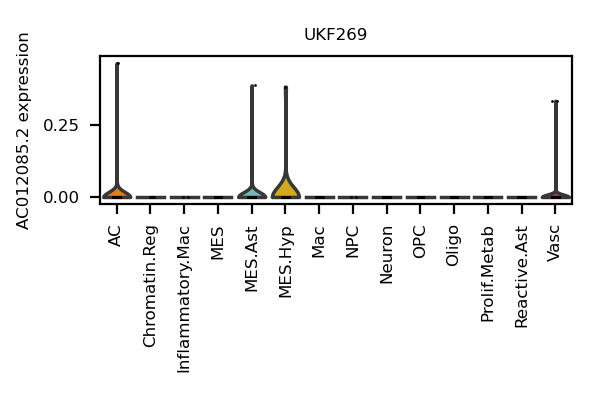 UKF269
AC012085.2 expression
0.25
0.00
AC
Chromatin.Reg
Inflammatory.Mac
MES
MES.Ast
MES.Hyp
Mac
NPC
Neuron
OPC
Oligo
Prolif.Metab
Reactive.Ast
Vasc